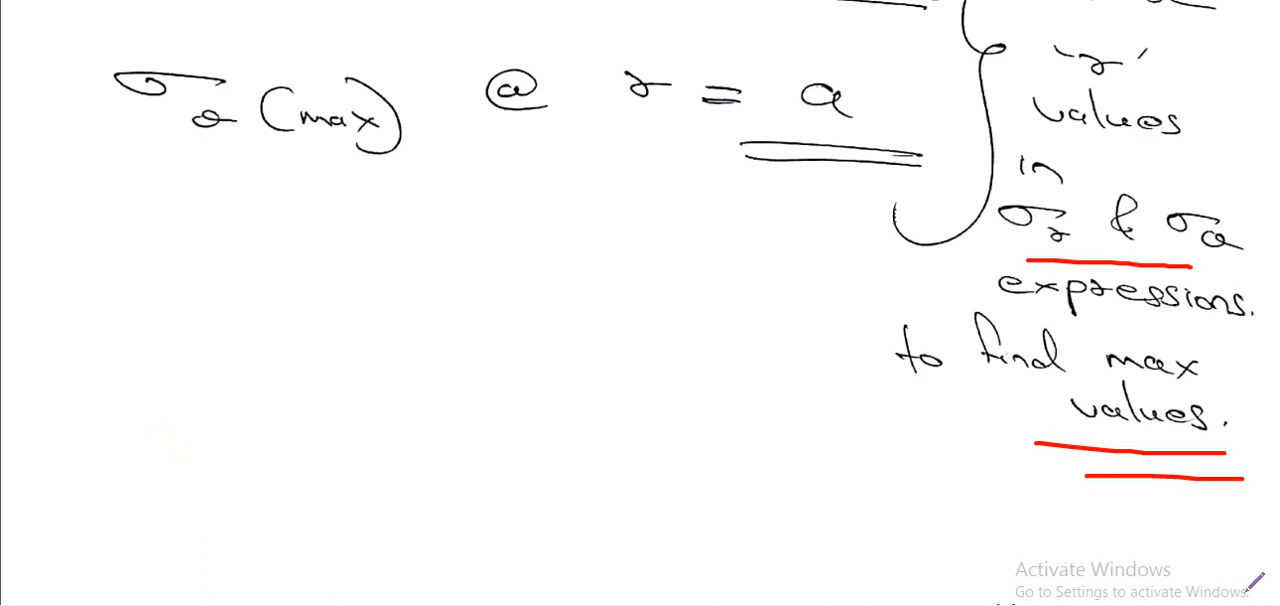 σθ (max) @ r = a
'r'
values
in
σr & σθ
expressions.
to find max
values.
Activate Windows
Go to Settings to activate Windows.